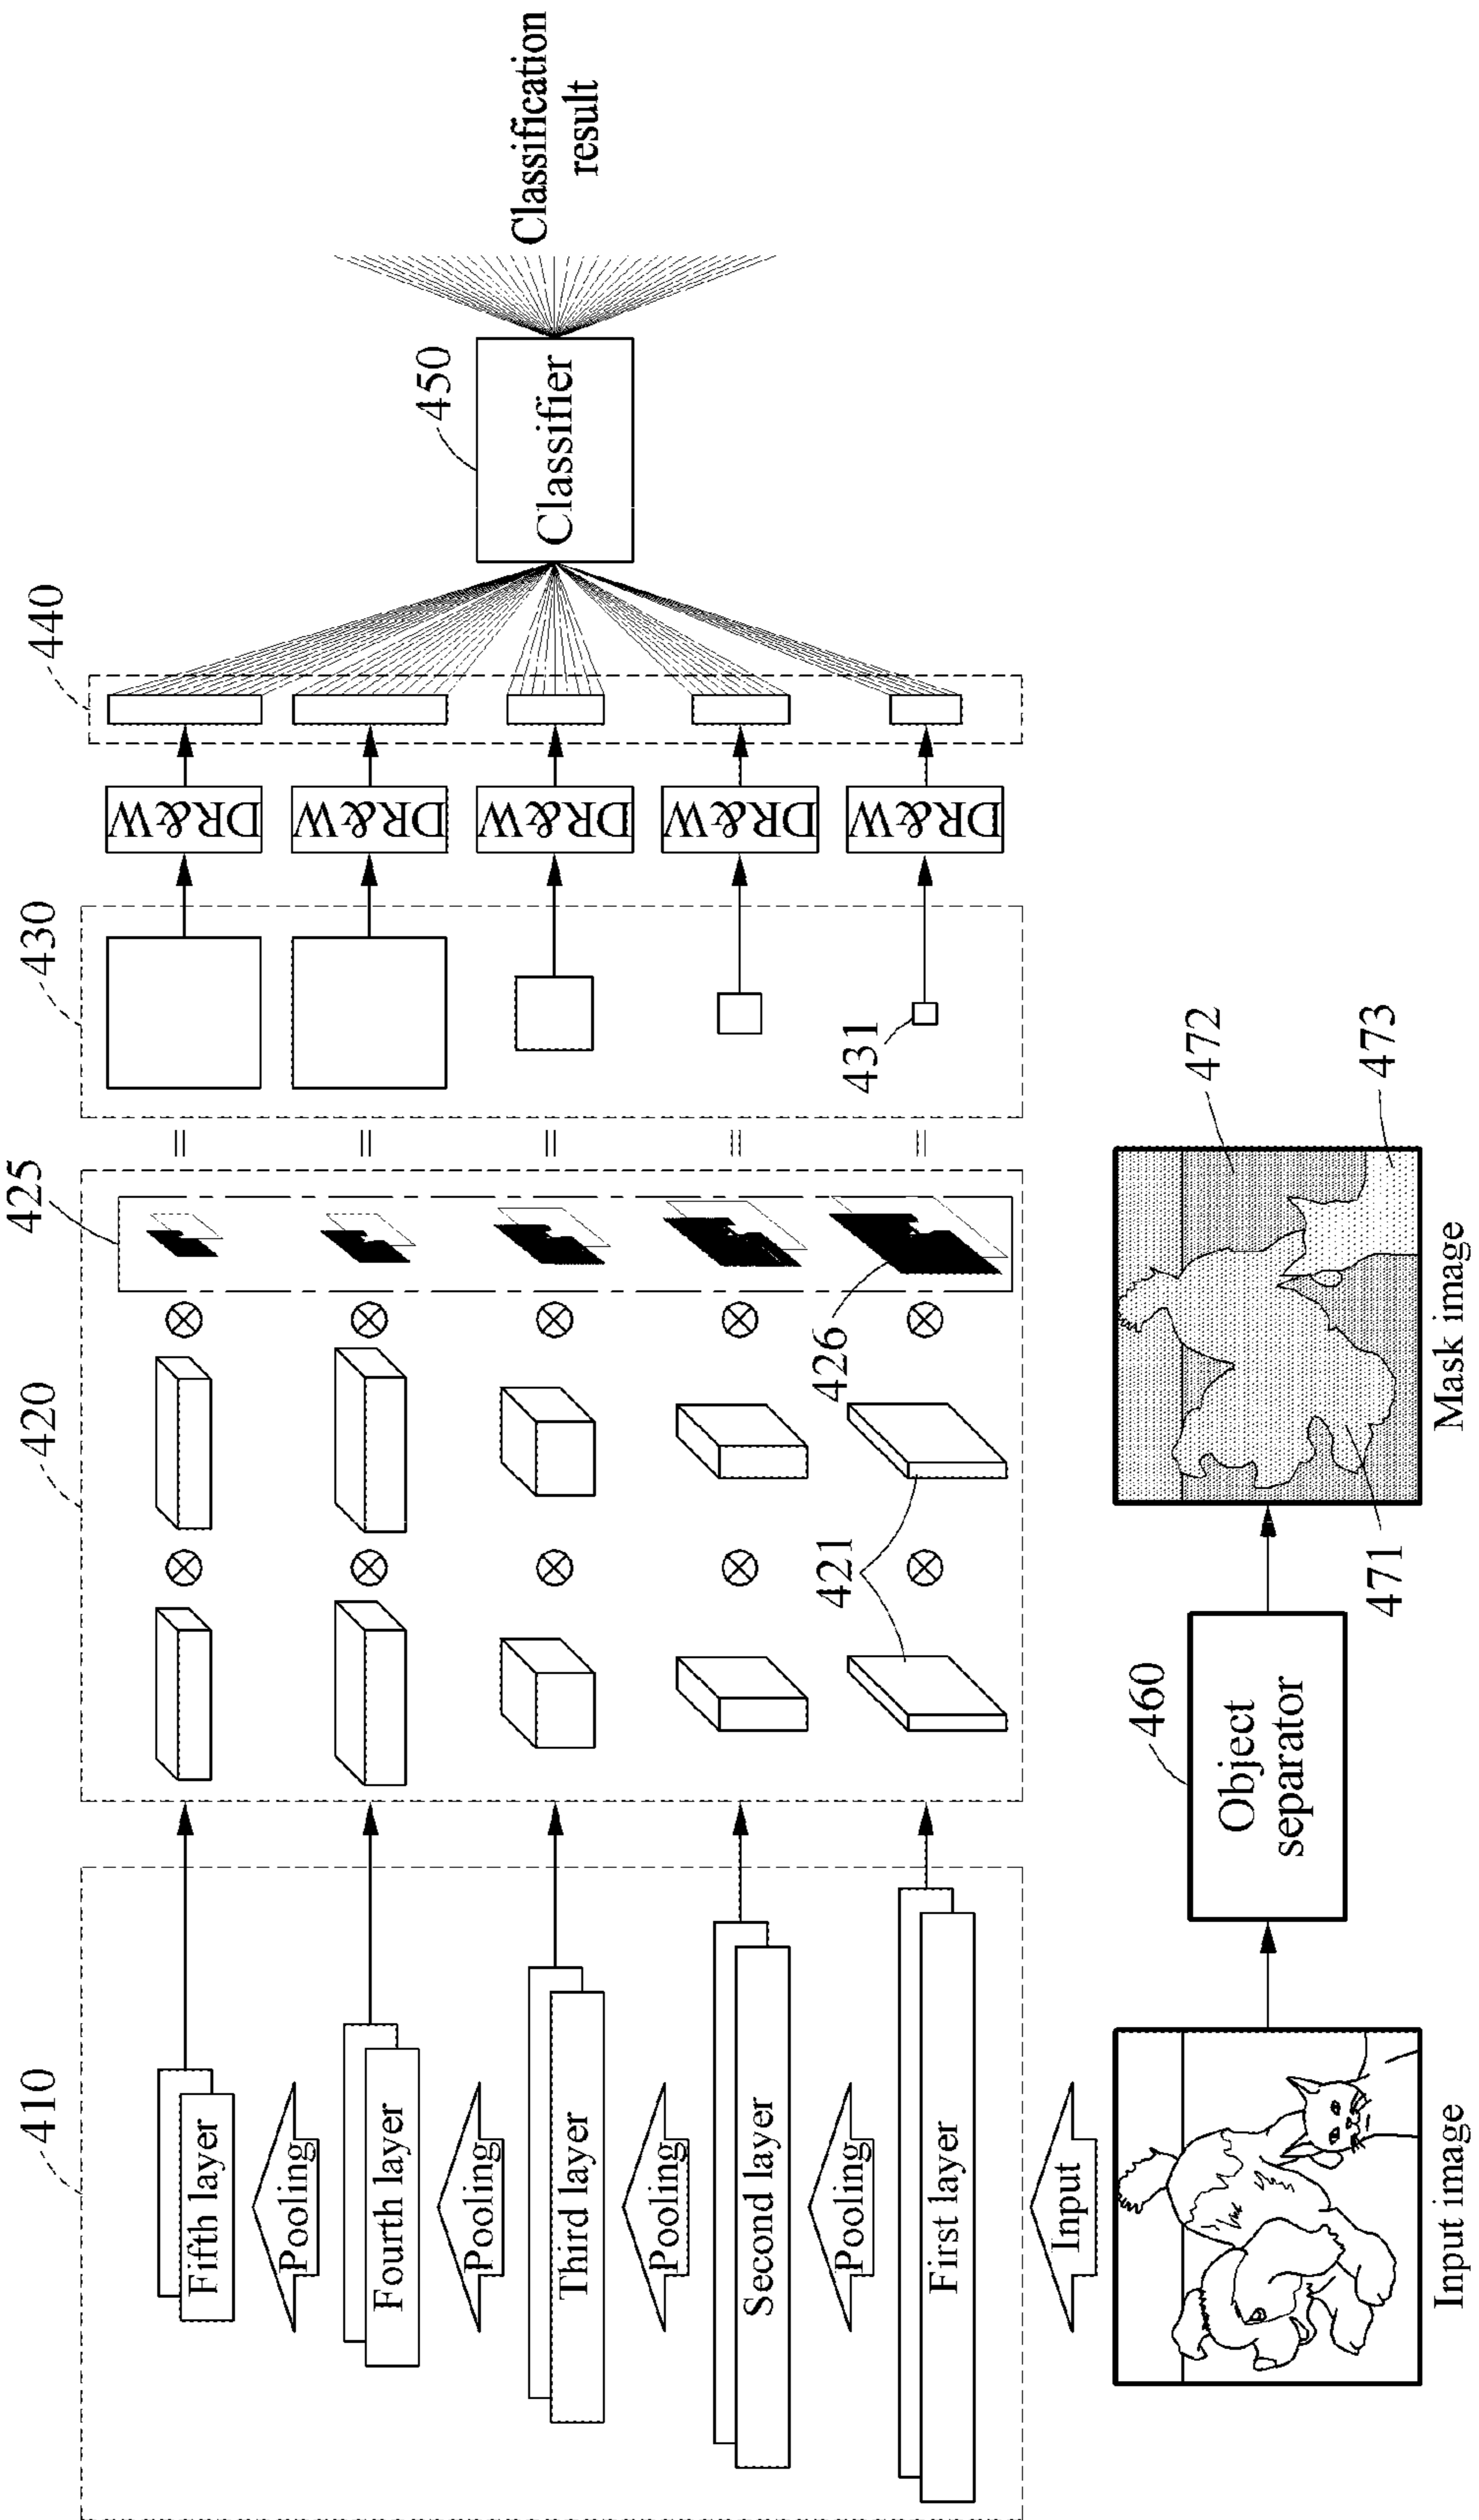 410
420
425
430
440
450
Fifth layer
Pooling
Fourth layer
Pooling
Third layer
Pooling
Second layer
Pooling
First layer
Input
421
426
431
DR&W
DR&W
DR&W
DR&W
DR&W
Classifier
Classification
result
460
Object
separator
471
472
473
Input image
Mask image